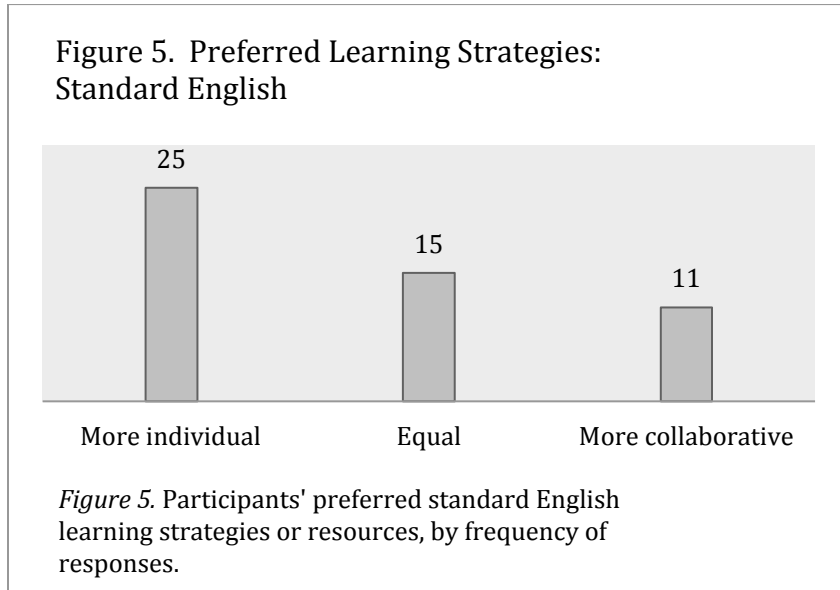 Figure 5.  Preferred Learning Strategies:
Standard English
25
15
11
More individual
Equal
More collaborative
Figure 5. Participants' preferred standard English
learning strategies or resources, by frequency of
responses.